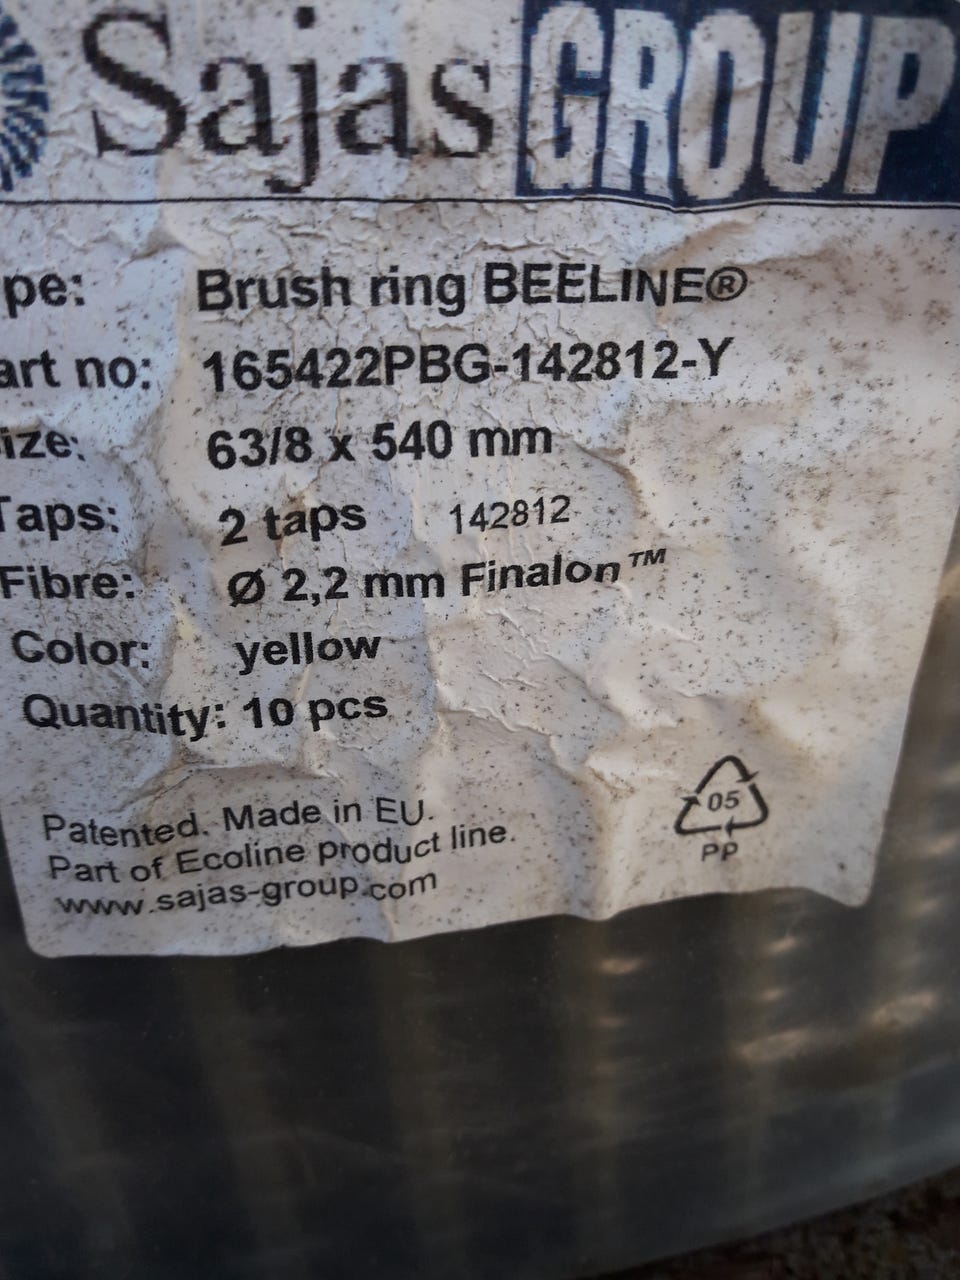 Sajas GROUP
pe: Brush ring BEELINE®
art no: 165422PBG-142812-Y
ize: 63/8 x 540 mm
Taps: 2 taps 142812
Fibre: Ø 2,2 mm Finalon™
Color: yellow
Quantity: 10 pcs
Patented. Made in EU.
Part of Ecoline product line.
www.sajas-group.com
05
PP